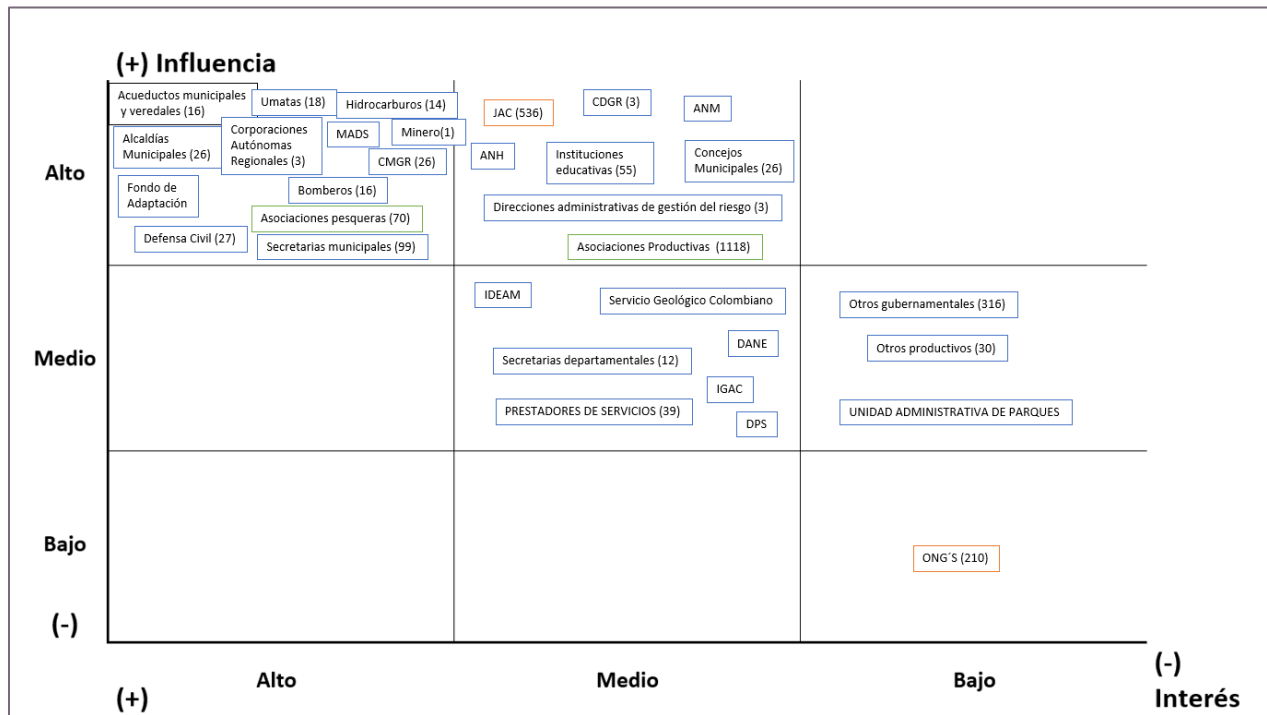 (+) Influencia
Acueductos municipales
y veredales (16)
Umatas (18)
Hidrocarburos (14)
JAC (536)
CDGR (3)
ANM
Alcaldías
Municipales (26)
Corporaciones
Autónomas
Regionales (3)
MADS
Minero(1)
CMGR (26)
ANH
Instituciones
educativas (55)
Concejos
Municipales (26)
Alto
Fondo de
Adaptación
Bomberos (16)
Direcciones administrativas de gestión del riesgo (3)
Asociaciones pesqueras (70)
Defensa Civil (27)
Secretarias municipales (99)
Asociaciones Productivas (1118)
IDEAM
Servicio Geológico Colombiano
Otros gubernamentales (316)
Medio
Secretarias departamentales (12)
DANE
Otros productivos (30)
IGAC
PRESTADORES DE SERVICIOS (39)
DPS
UNIDAD ADMINISTRATIVA DE PARQUES
Bajo
ONG´S (210)
(-)
Alto
Medio
Bajo
(-)
(+)
Interés